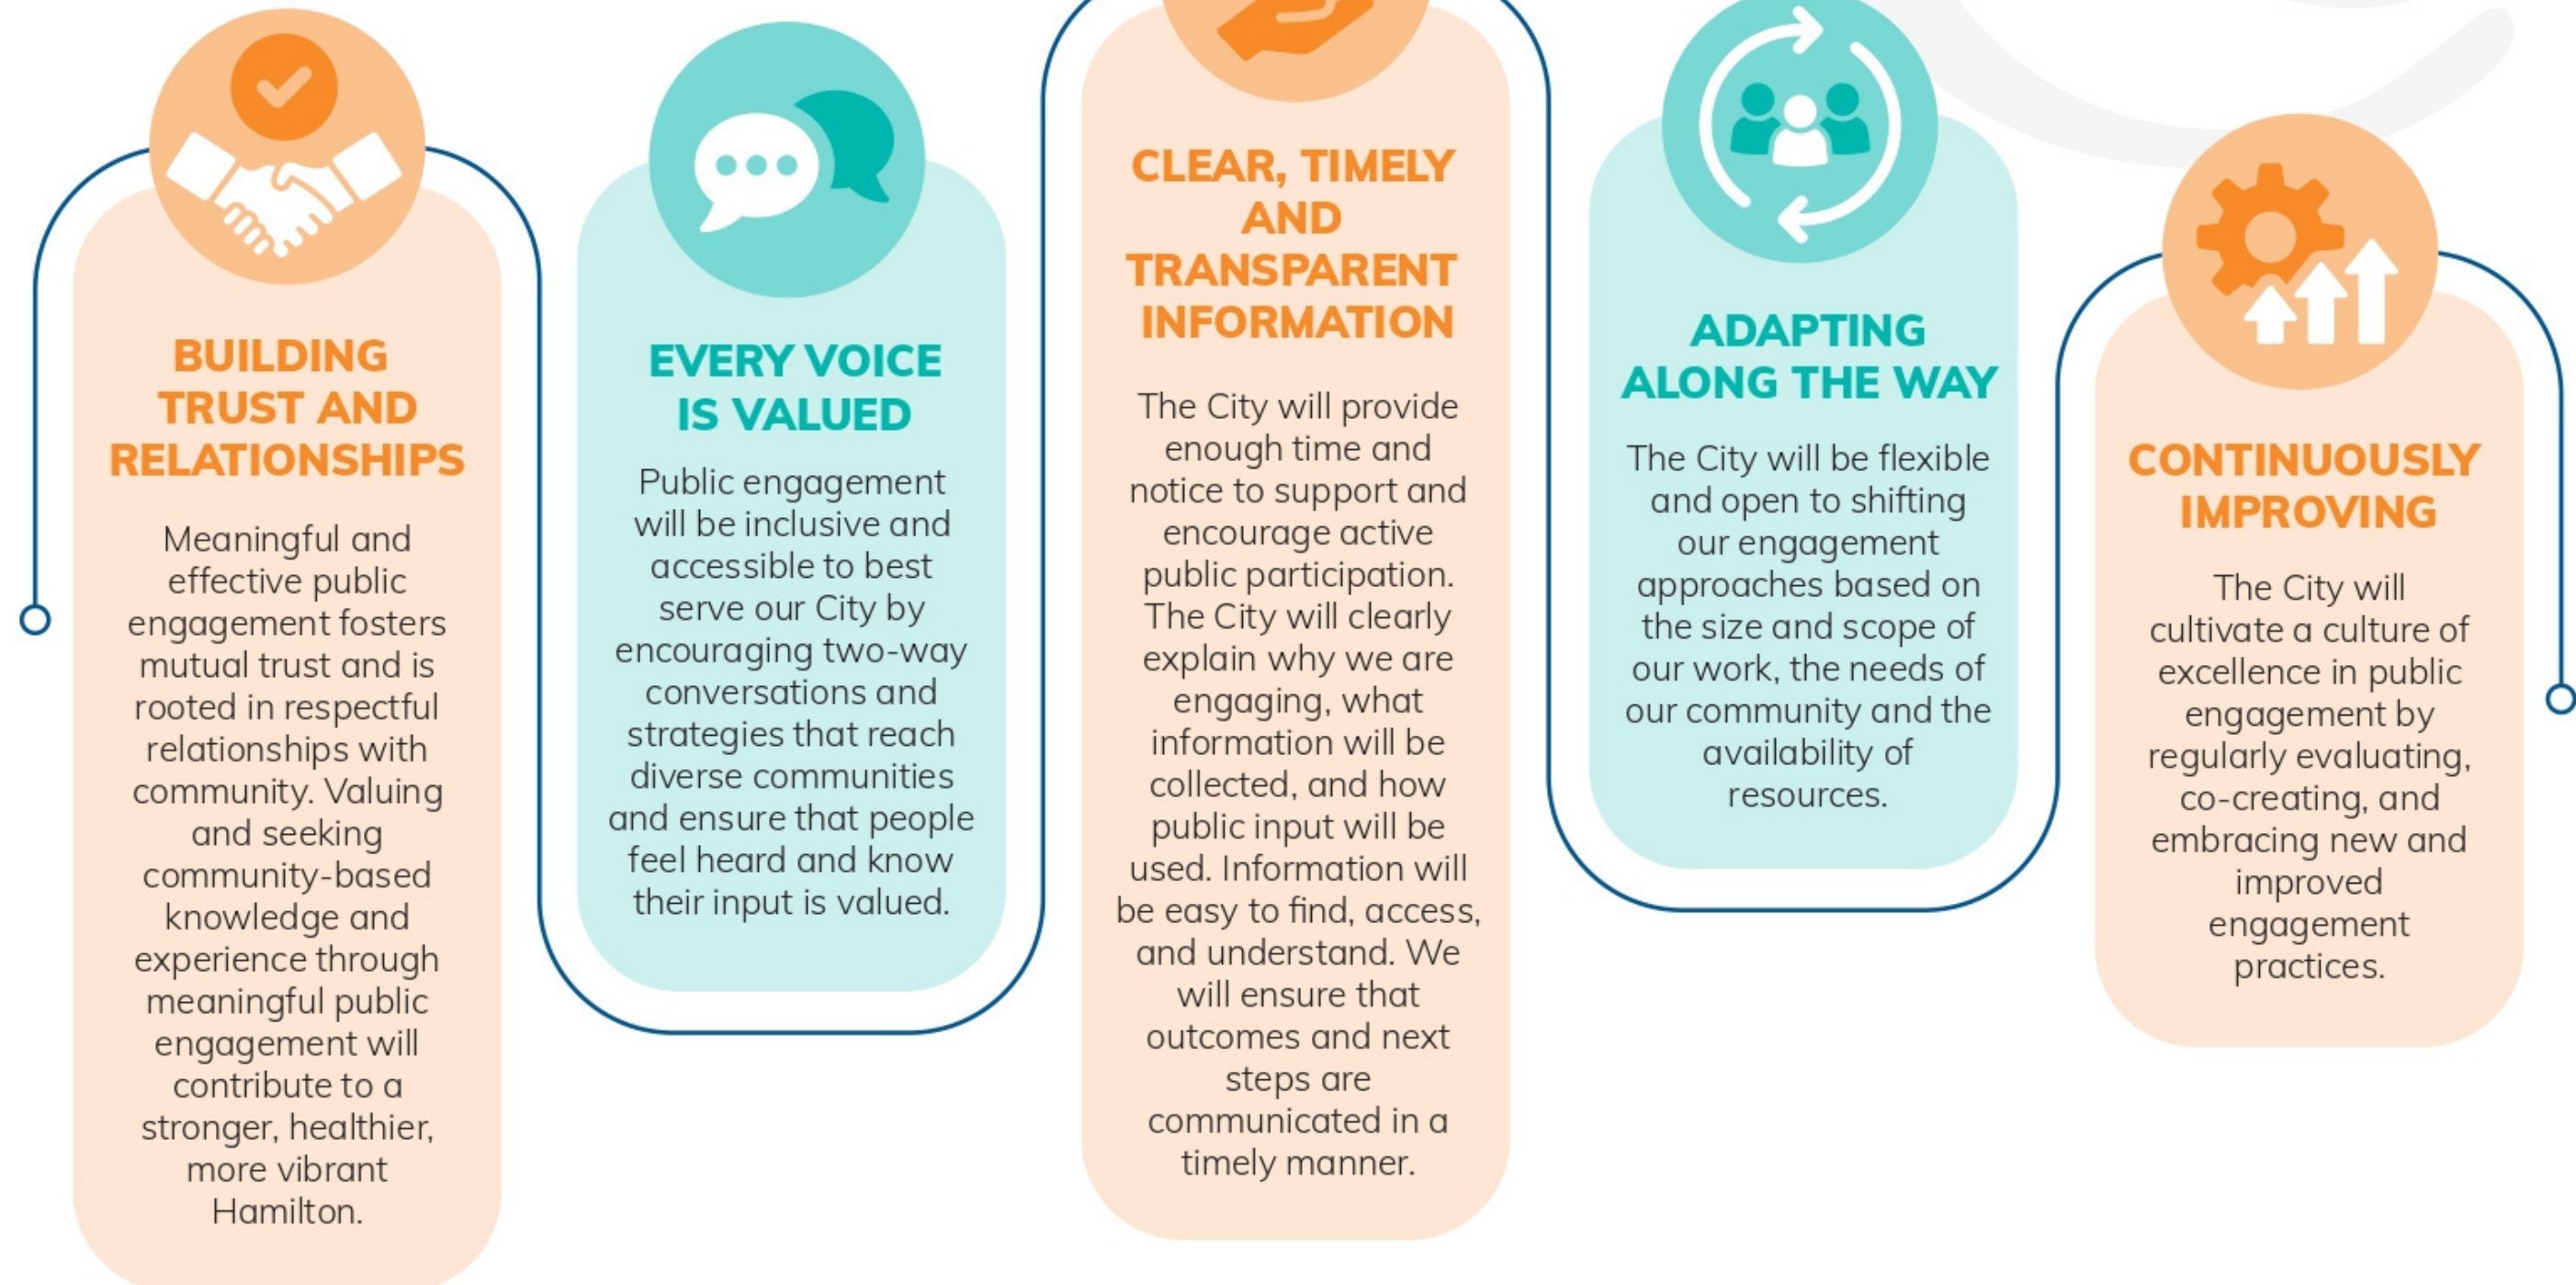 BUILDING
TRUST AND
RELATIONSHIPS
Meaningful and
effective public
engagement fosters
mutual trust and is
rooted in respectful
relationships with
community. Valuing
and seeking
community-based
knowledge and
experience through
meaningful public
engagement will
contribute to a
stronger, healthier,
more vibrant
Hamilton.
EVERY VOICE
IS VALUED
Public engagement
will be inclusive and
accessible to best
serve our City by
encouraging two-way
conversations and
strategies that reach
diverse communities
and ensure that people
feel heard and know
their input is valued.
CLEAR, TIMELY
AND
TRANSPARENT
INFORMATION
The City will provide
enough time and
notice to support and
encourage active
public participation.
The City will clearly
explain why we are
engaging, what
information will be
collected, and how
public input will be
used. Information will
be easy to find, access,
and understand. We
will ensure that
outcomes and next
steps are
communicated in a
timely manner.
ADAPTING
ALONG THE WAY
The City will be flexible
and open to shifting
our engagement
approaches based on
the size and scope of
our work, the needs of
our community and the
availability of
resources.
CONTINUOUSLY
IMPROVING
The City will
cultivate a culture of
excellence in public
engagement by
regularly evaluating,
co-creating, and
embracing new and
improved
engagement
practices.